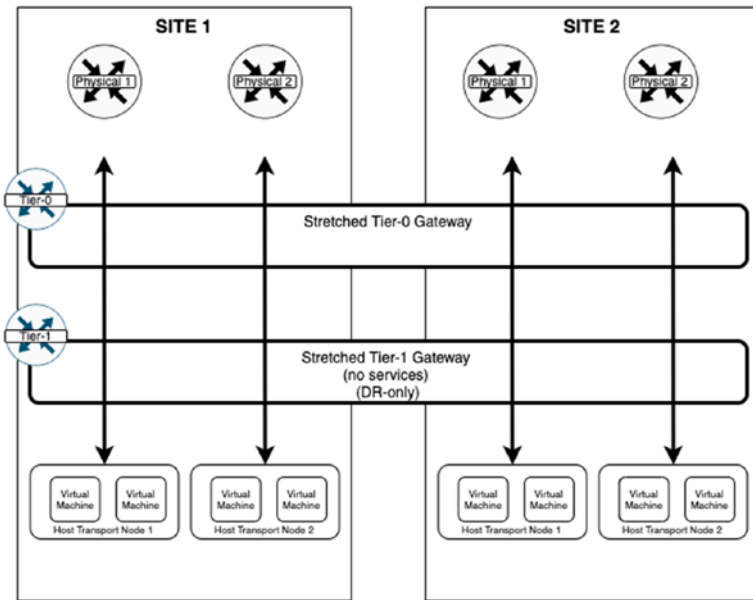 SITE 1
SITE 2
Physical 1
Physical 2
Physical 1
Physical 2
Tier-0
Stretched Tier-0 Gateway
Tier-1
Stretched Tier-1 Gateway
(no services)
(DR-only)
Virtual
Machine
Virtual
Machine
Virtual
Machine
Virtual
Machine
Virtual
Machine
Virtual
Machine
Virtual
Machine
Virtual
Machine
Host Transport Node 1
Host Transport Node 2
Host Transport Node 1
Host Transport Node 2